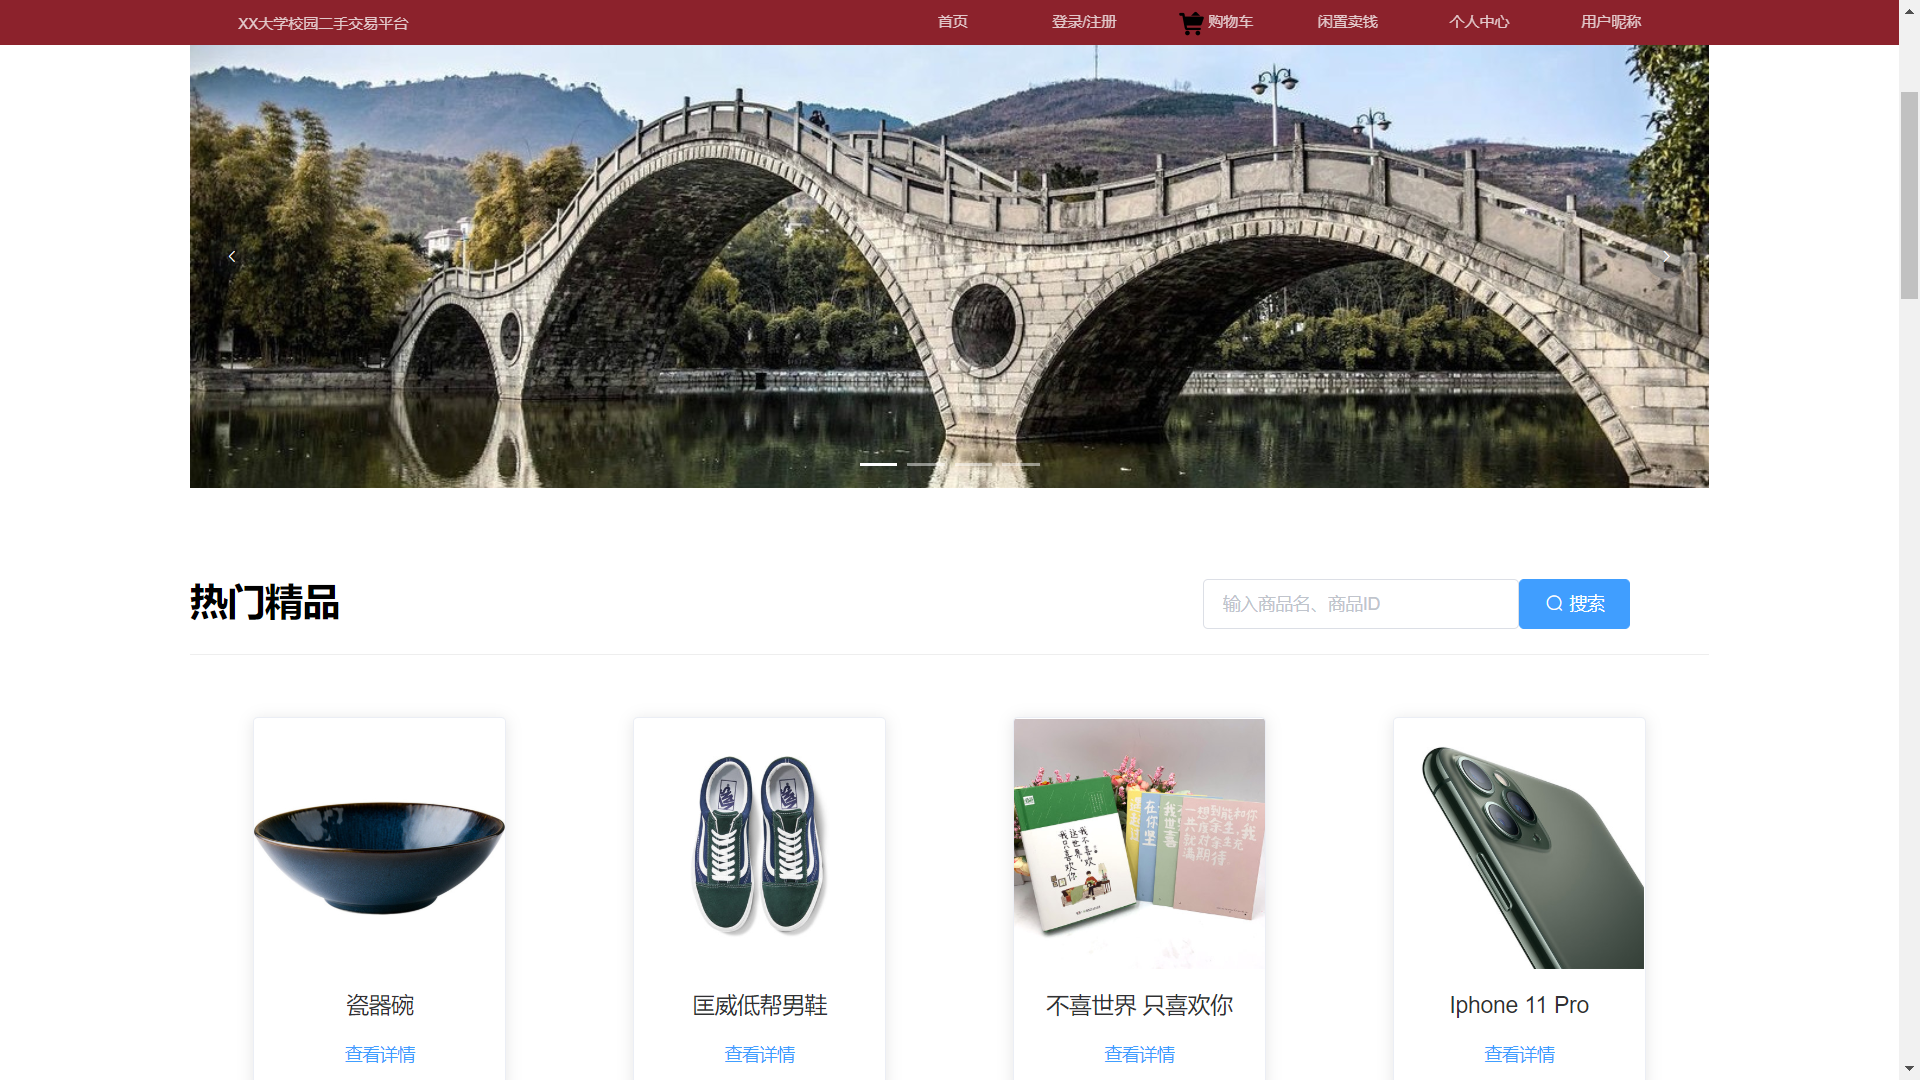 XX大学校园二手交易平台
首页
登录/注册
购物车
闲置卖钱
个人中心
用户昵称
热门精品
输入商品名、商品ID
搜索
瓷器碗
查看详情
匡威低帮男鞋
查看详情
不喜世界 只喜欢你
查看详情
Iphone 11 Pro
查看详情